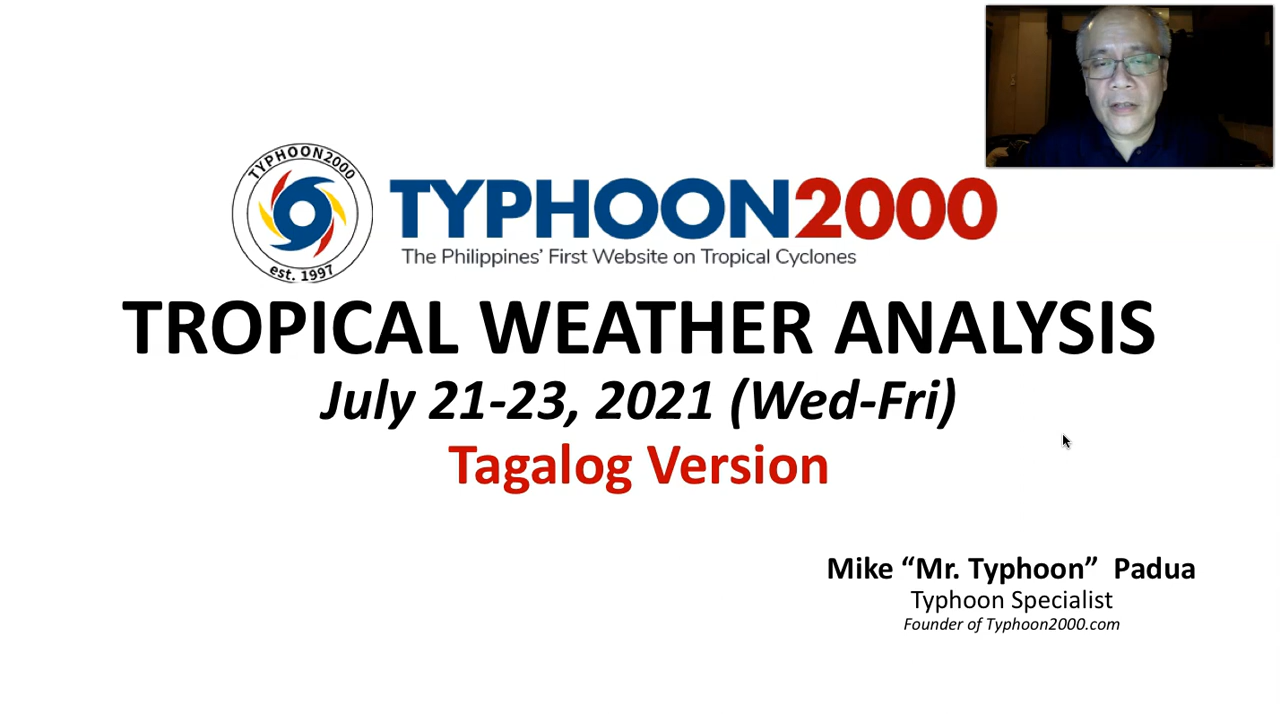 TYPHOON2000
est. 1997
TYPHOON2000
The Philippines’ First Website on Tropical Cyclones
TROPICAL WEATHER ANALYSIS
July 21-23, 2021 (Wed-Fri)
Tagalog Version
Mike “Mr. Typhoon” Padua
Typhoon Specialist
Founder of Typhoon2000.com